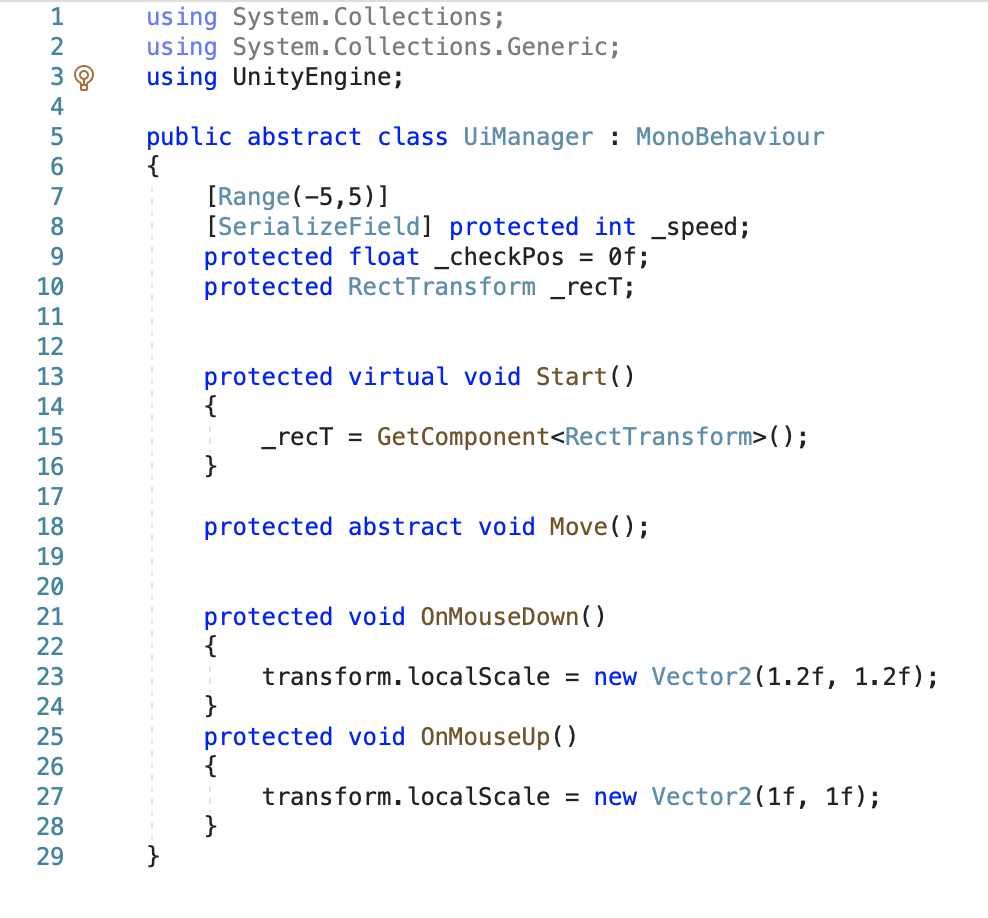 1 using System.Collections;
2 using System.Collections.Generic;
3 using UnityEngine;
4
5 public abstract class UiManager : MonoBehaviour
6 {
7 [Range(-5,5)]
8 [SerializeField] protected int _speed;
9 protected float _checkPos = 0f;
10 protected RectTransform _recT;
11
12
13 protected virtual void Start()
14 {
15 _recT = GetComponent<RectTransform>();
16 }
17
18 protected abstract void Move();
19
20
21 protected void OnMouseDown()
22 {
23 transform.localScale = new Vector2(1.2f, 1.2f);
24 }
25 protected void OnMouseUp()
26 {
27 transform.localScale = new Vector2(1f, 1f);
28 }
29 }